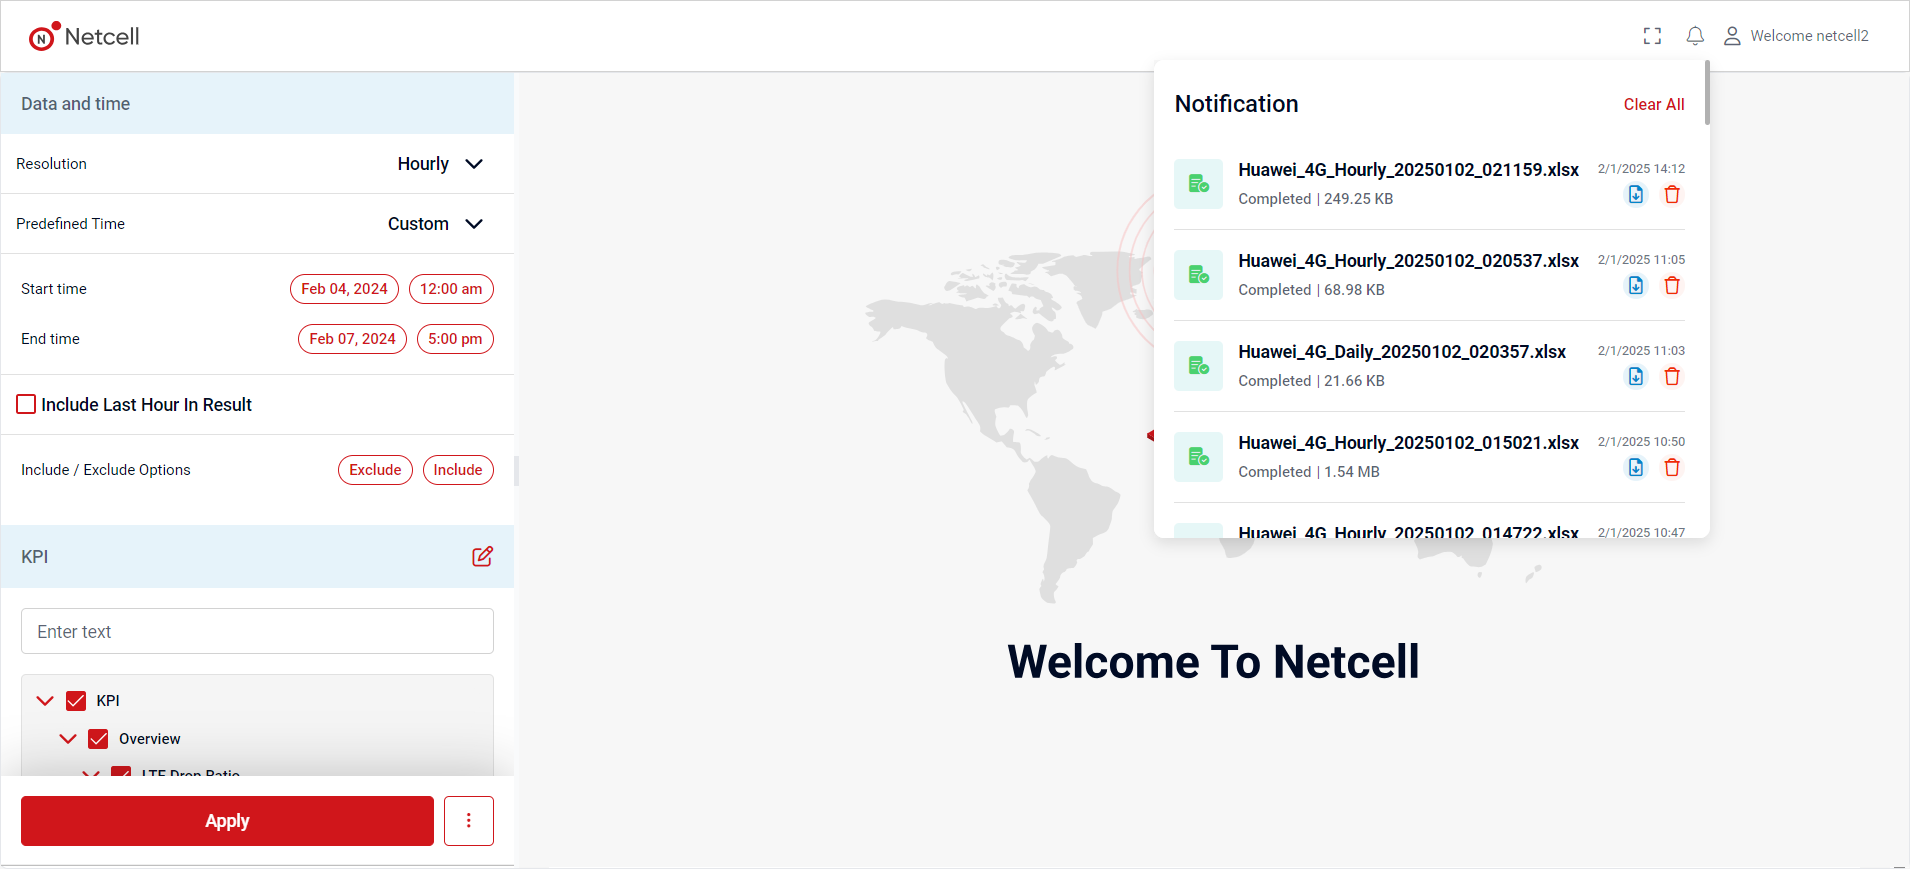 N Netcell
Welcome netcell2
Data and time
Resolution Hourly
Predefined Time Custom
Start time Feb 04, 2024 12:00 am
End time Feb 07, 2024 5:00 pm
Include Last Hour In Result
Include / Exclude Options Exclude Include
KPI
Enter text
KPI
Overview
LTE Drop Ratio
Apply
Notification Clear All
Huawei_4G_Hourly_20250102_021159.xlsx 2/1/2025 14:12
Completed | 249.25 KB
Huawei_4G_Hourly_20250102_020537.xlsx 2/1/2025 11:05
Completed | 68.98 KB
Huawei_4G_Daily_20250102_020357.xlsx 2/1/2025 11:03
Completed | 21.66 KB
Huawei_4G_Hourly_20250102_015021.xlsx 2/1/2025 10:50
Completed | 1.54 MB
Huawei_4G_Hourly_20250102_014722.xlsx 2/1/2025 10:47
Welcome To Netcell